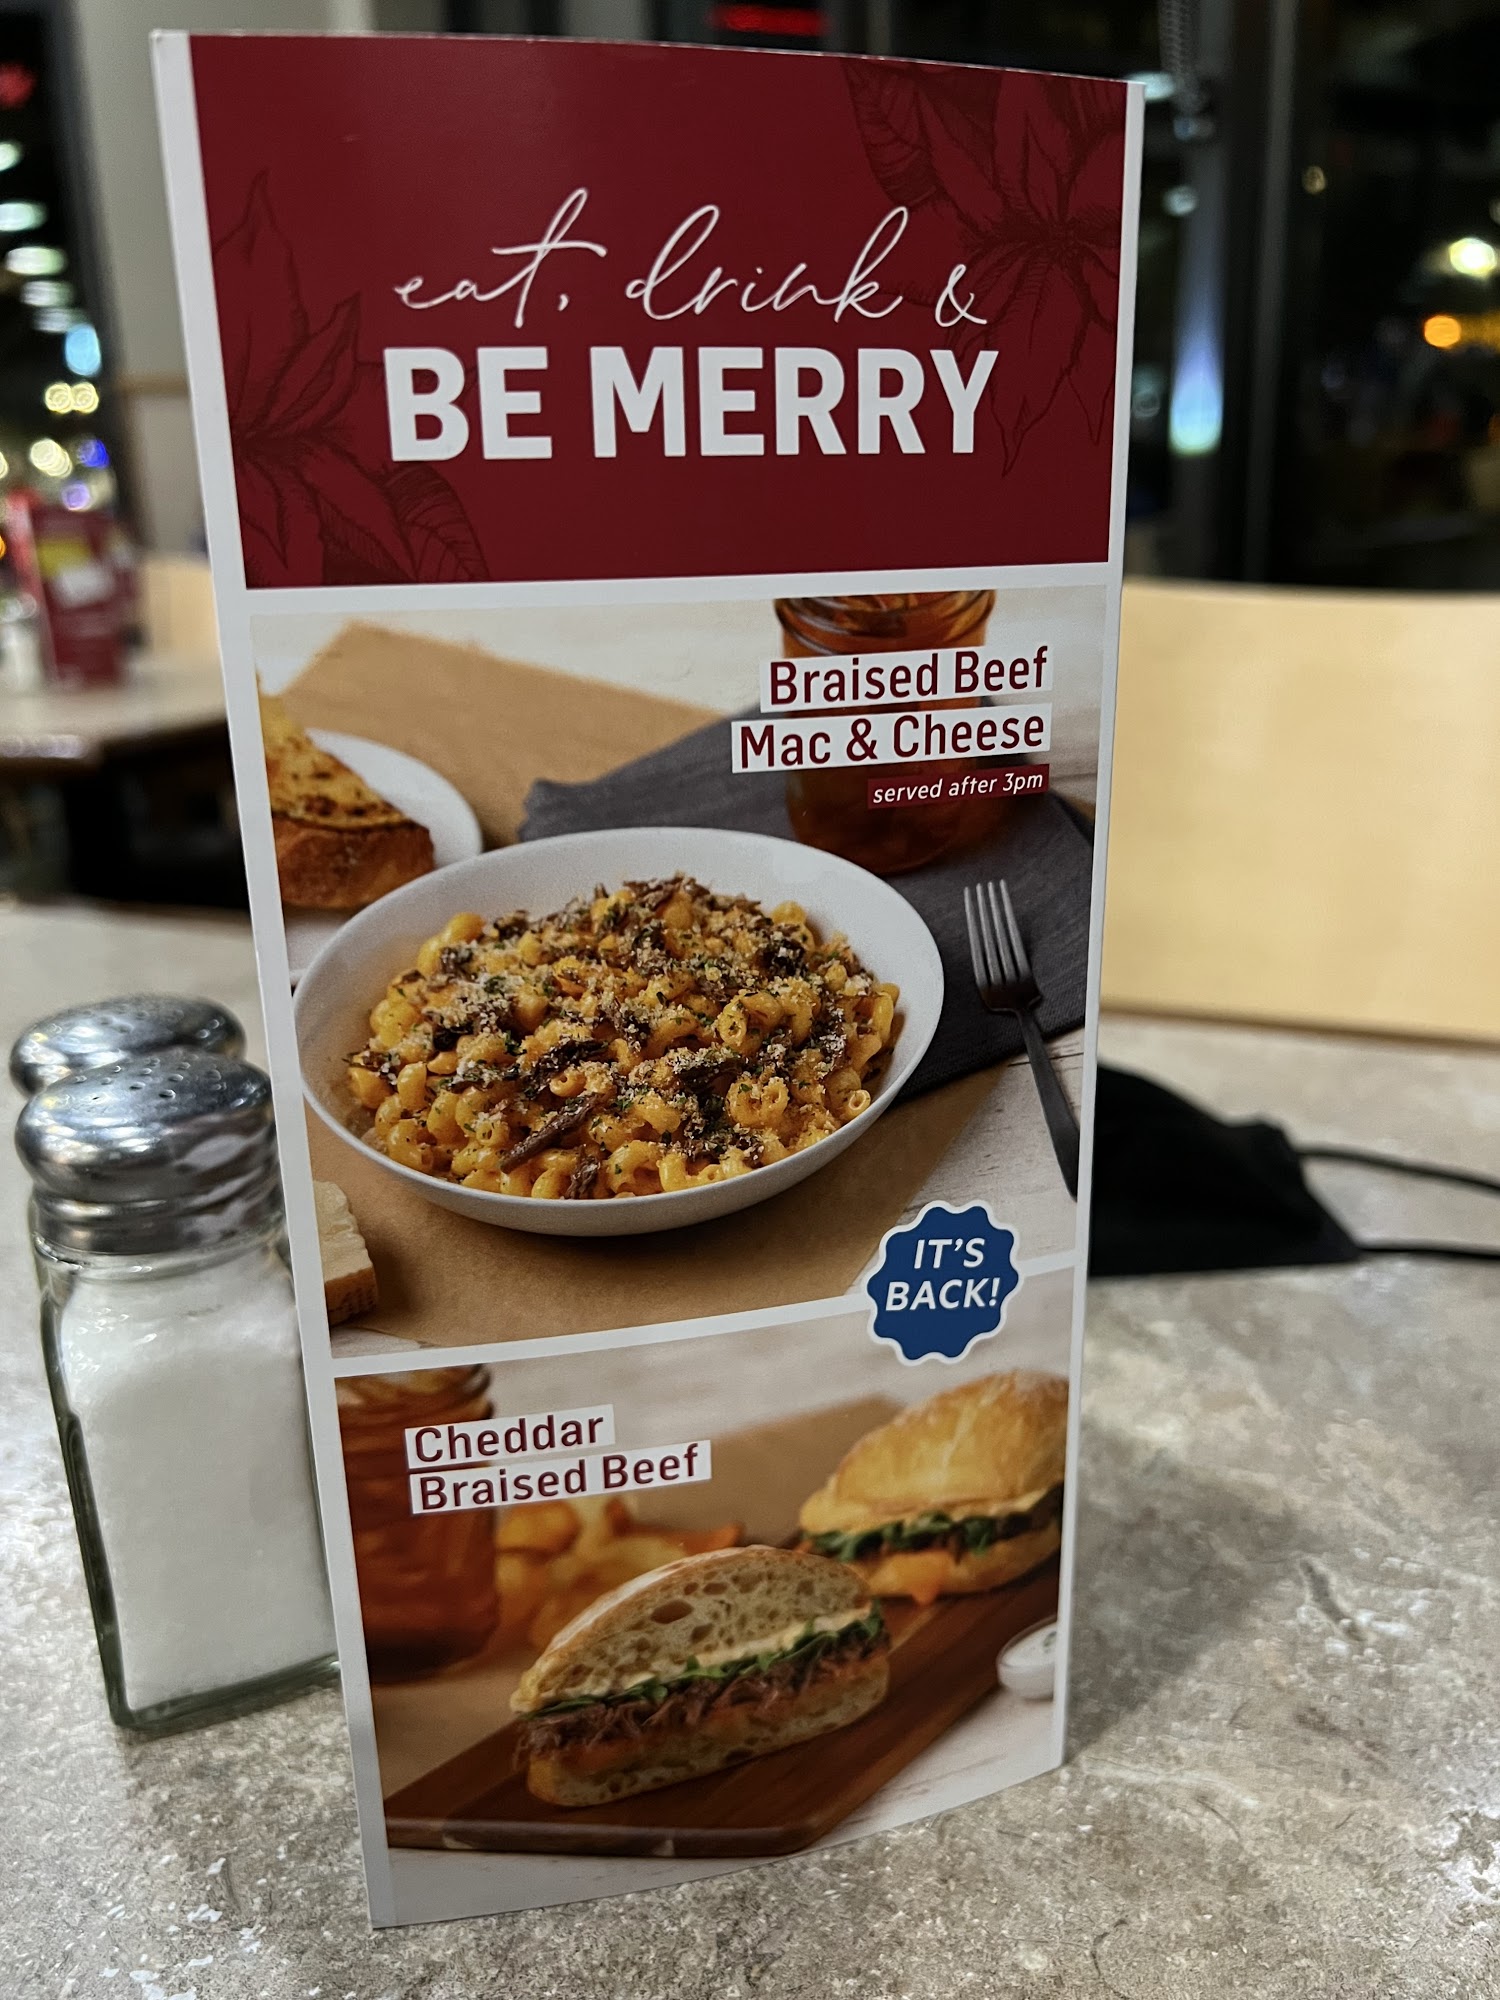 eat, drink &
BE MERRY
Braised Beef
Mac & Cheese
served after 3pm
IT'S
BACK!
Cheddar
Braised Beef